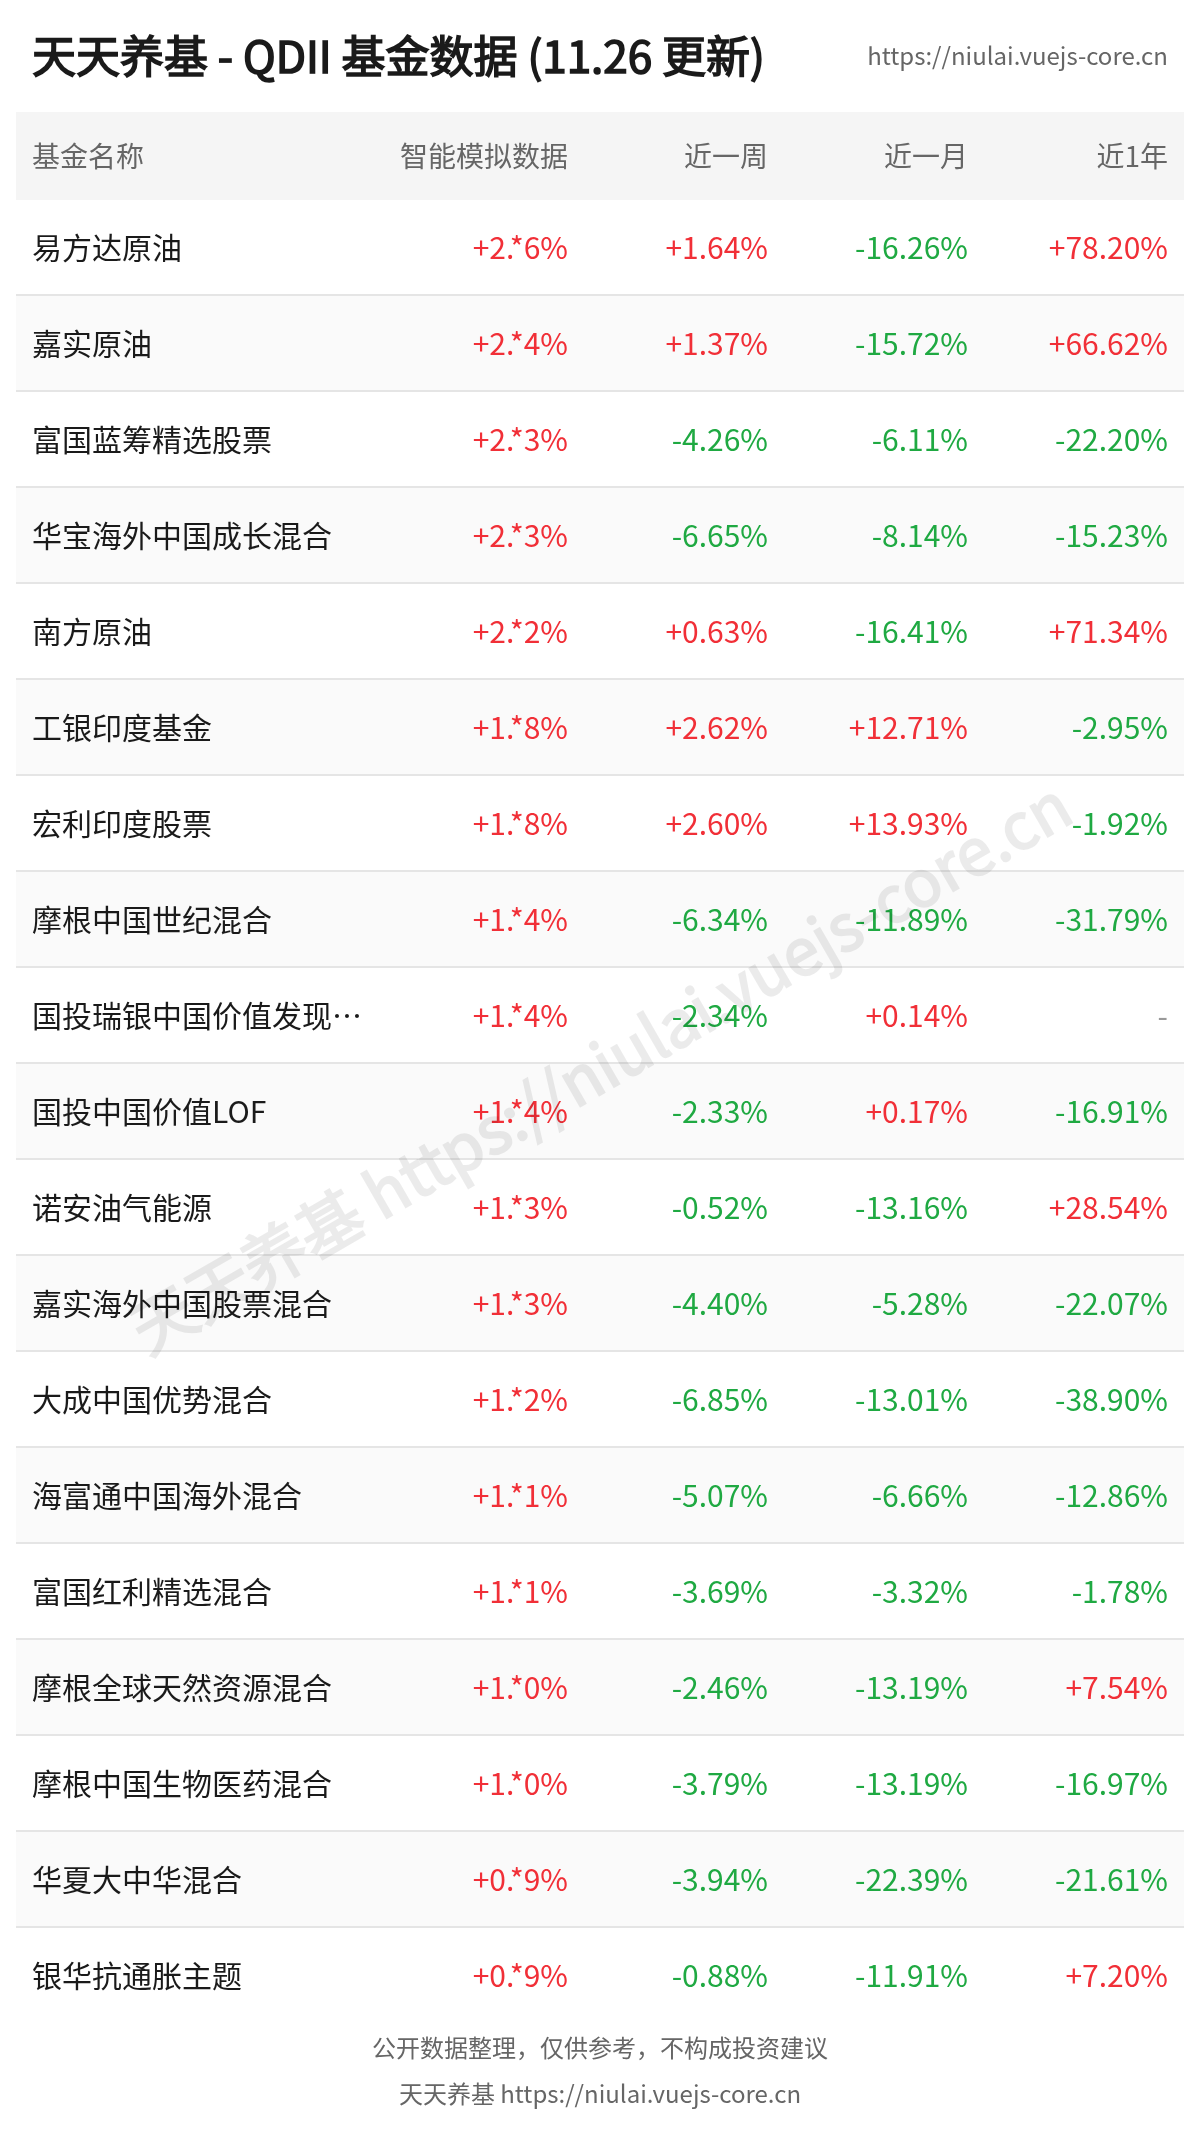 天天养基 - QDII 基金数据 (11.26 更新) https://niulai.vuejs-core.cn
基金名称 智能模拟数据 近一周 近一月 近1年
易方达原油 +2.*6% +1.64% -16.26% +78.20%
嘉实原油 +2.*4% +1.37% -15.72% +66.62%
富国蓝筹精选股票 +2.*3% -4.26% -6.11% -22.20%
华宝海外中国成长混合 +2.*3% -6.65% -8.14% -15.23%
南方原油 +2.*2% +0.63% -16.41% +71.34%
工银印度基金 +1.*8% +2.62% +12.71% -2.95%
宏利印度股票 +1.*8% +2.60% +13.93% -1.92%
摩根中国世纪混合 +1.*4% -6.34% -11.89% -31.79%
国投瑞银中国价值发现… +1.*4% -2.34% +0.14% -
国投中国价值LOF +1.*4% -2.33% +0.17% -16.91%
诺安油气能源 +1.*3% -0.52% -13.16% +28.54%
嘉实海外中国股票混合 +1.*3% -4.40% -5.28% -22.07%
大成中国优势混合 +1.*2% -6.85% -13.01% -38.90%
海富通中国海外混合 +1.*1% -5.07% -6.66% -12.86%
富国红利精选混合 +1.*1% -3.69% -3.32% -1.78%
摩根全球天然资源混合 +1.*0% -2.46% -13.19% +7.54%
摩根中国生物医药混合 +1.*0% -3.79% -13.19% -16.97%
华夏大中华混合 +0.*9% -3.94% -22.39% -21.61%
银华抗通胀主题 +0.*9% -0.88% -11.91% +7.20%
公开数据整理，仅供参考，不构成投资建议
天天养基 https://niulai.vuejs-core.cn
天天养基 https://niulai.vuejs-core.cn